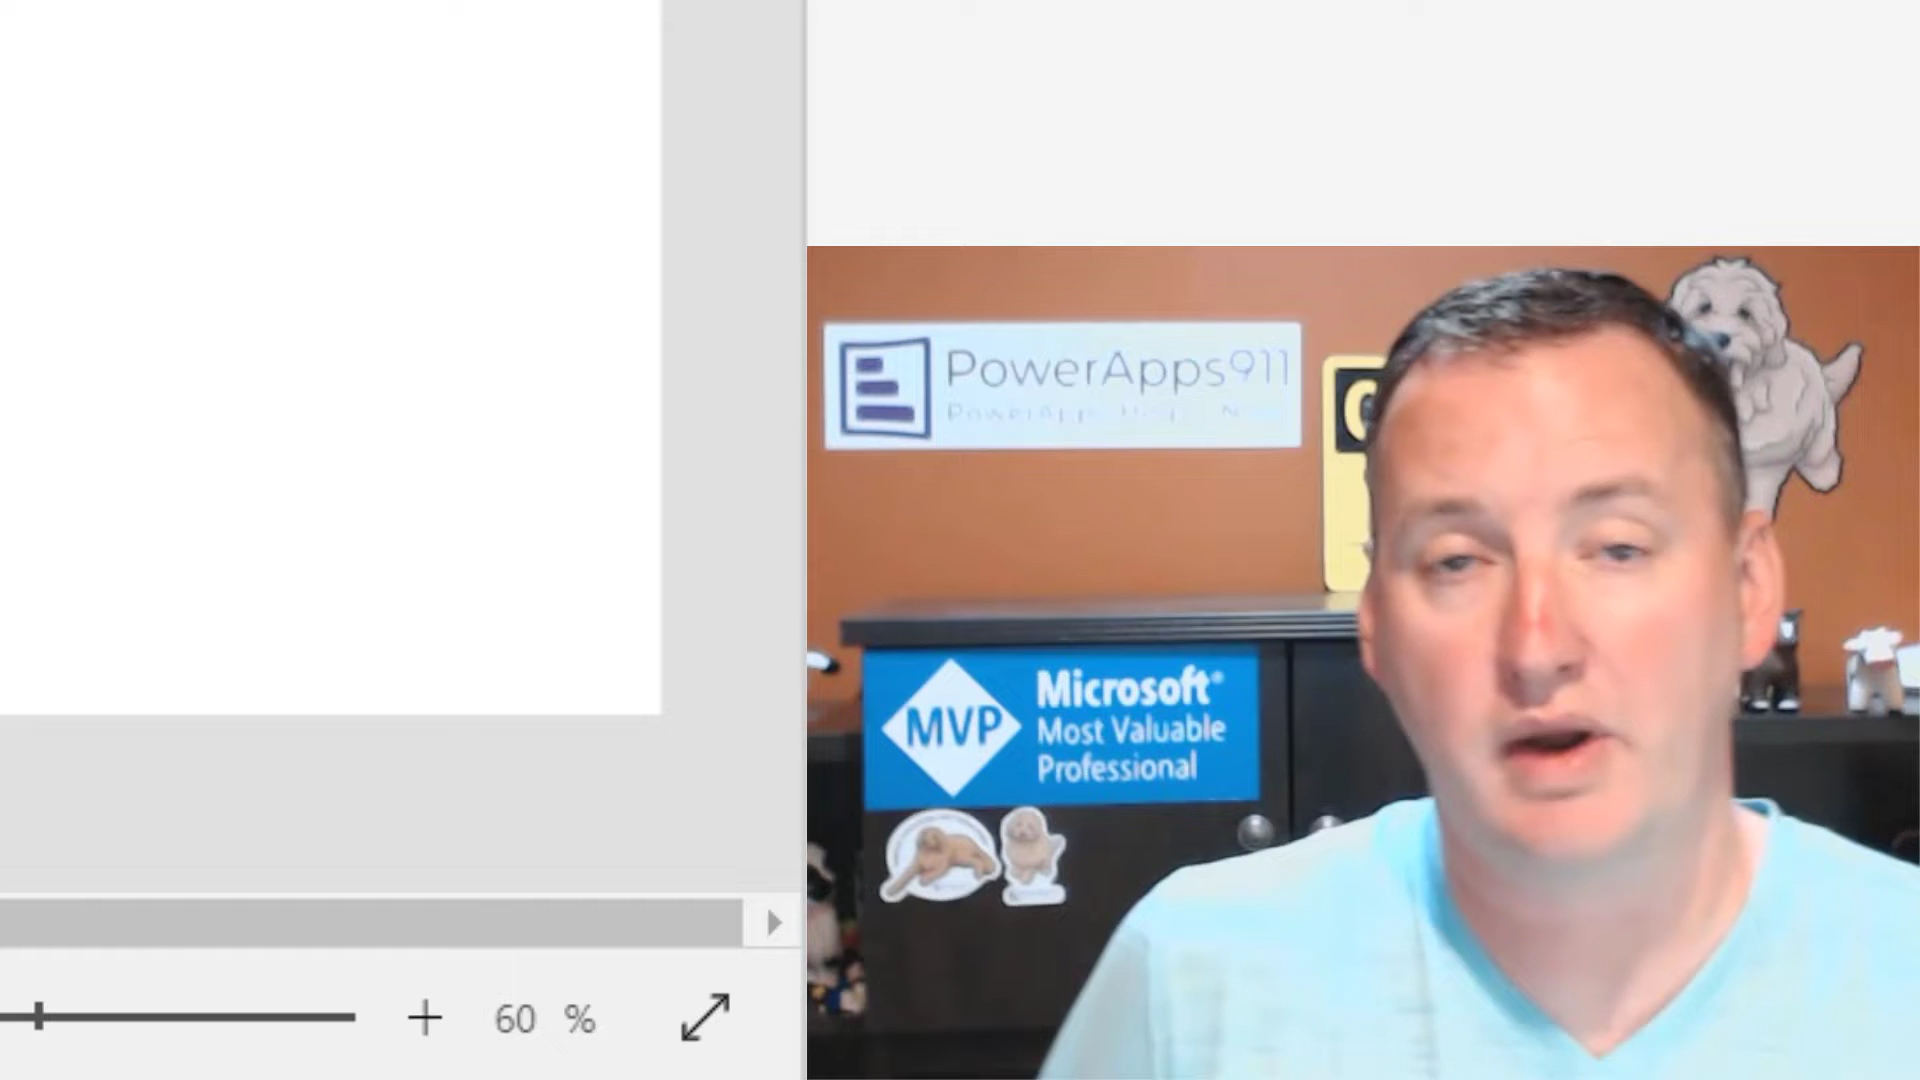 PowerApps911
MVP
Microsoft®
Most Valuable
Professional
60 %